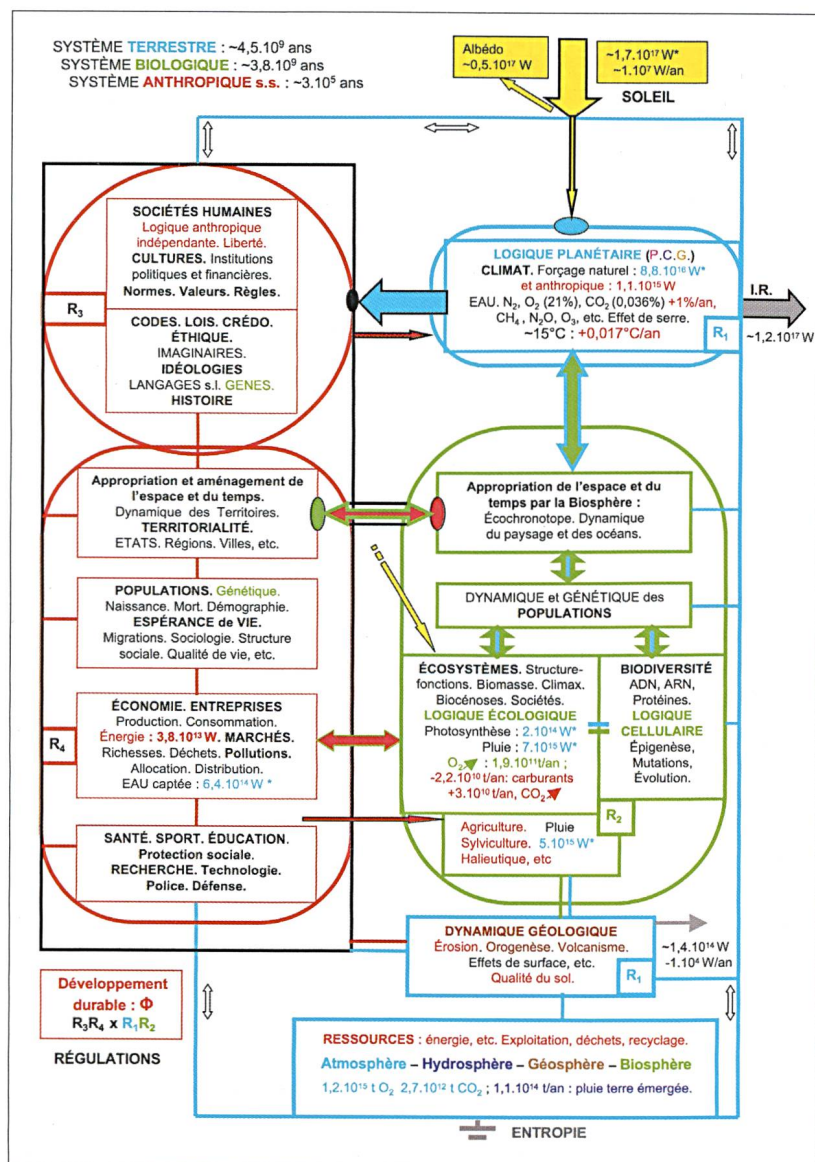 SYSTÈME TERRESTRE : ~4,5.10⁹ ans
SYSTÈME BIOLOGIQUE : ~3,8.10⁹ ans
SYSTÈME ANTHROPIQUE s.s. : ~3.10⁵ ans
Albédo
~0,5.10¹⁷ W
~1,7.10¹⁷ W*
~1.10⁷ W/an
SOLEIL
SOCIÉTÉS HUMAINES
Logique anthropique
indépendante. Liberté.
CULTURES. Institutions
politiques et financières.
Normes. Valeurs. Règles.
R₃
CODES. LOIS. CRÉDO.
ÉTHIQUE.
IMAGINAIRES.
IDÉOLOGIES
LANGAGES s.l. GENES.
HISTOIRE
LOGIQUE PLANÉTAIRE (P.C.G.)
CLIMAT. Forçage naturel : 8,8.10¹⁶ W*
et anthropique : 1,1.10¹⁵ W
EAU. N₂, O₂ (21%), CO₂ (0,036%) +1%/an,
CH₄ , N₂O, O₃, etc. Effet de serre.
~15°C : +0,017°C/an
R₁
I.R.
~1,2.10¹⁷ W
Appropriation et aménagement de
l'espace et du temps.
Dynamique des Territoires.
TERRITORIALITÉ.
ETATS. Régions. Villes, etc.
POPULATIONS. Génétique.
Naissance. Mort. Démographie.
ESPÉRANCE de VIE.
Migrations. Sociologie. Structure
sociale. Qualité de vie, etc.
ÉCONOMIE. ENTREPRISES
Production. Consommation.
Énergie : 3,8.10¹³ W. MARCHÉS.
Richesses. Déchets. Pollutions.
Allocation. Distribution.
EAU captée : 6,4.10¹⁴ W *
R₄
SANTÉ. SPORT. ÉDUCATION.
Protection sociale.
RECHERCHE. Technologie.
Police. Défense.
Appropriation de l'espace et du
temps par la Biosphère :
Écochronotope. Dynamique
du paysage et des océans.
DYNAMIQUE et GÉNÉTIQUE des
POPULATIONS
ÉCOSYSTÈMES. Structure-
fonctions. Biomasse. Climax.
Biocénoses. Sociétés.
LOGIQUE ÉCOLOGIQUE
Photosynthèse : 2.10¹⁴ W*
Pluie : 7.10¹⁵ W*
O₂ : 1,9.10¹¹ t/an ;
-2,2.10¹⁰ t/an: carburants
+3.10¹⁰ t/an, CO₂
BIODIVERSITÉ
ADN, ARN,
Protéines.
LOGIQUE
CELLULAIRE
Épigenèse,
Mutations,
Évolution.
R₂
Agriculture. Pluie
Sylviculture. 5.10¹⁵ W*
Halieutique, etc
DYNAMIQUE GÉOLOGIQUE
Érosion. Orogenèse. Volcanisme.
Effets de surface, etc.
Qualité du sol.
R₁
~1,4.10¹⁴ W
-1.10⁴ W/an
Développement
durable : Φ
R₃R₄ x R₁R₂
RÉGULATIONS
RESSOURCES : énergie, etc. Exploitation, déchets, recyclage.
Atmosphère – Hydrosphère – Géosphère – Biosphère
1,2.10¹⁵ t O₂ 2,7.10¹² t CO₂ ; 1,1.10¹⁴ t/an : pluie terre émergée.
ENTROPIE